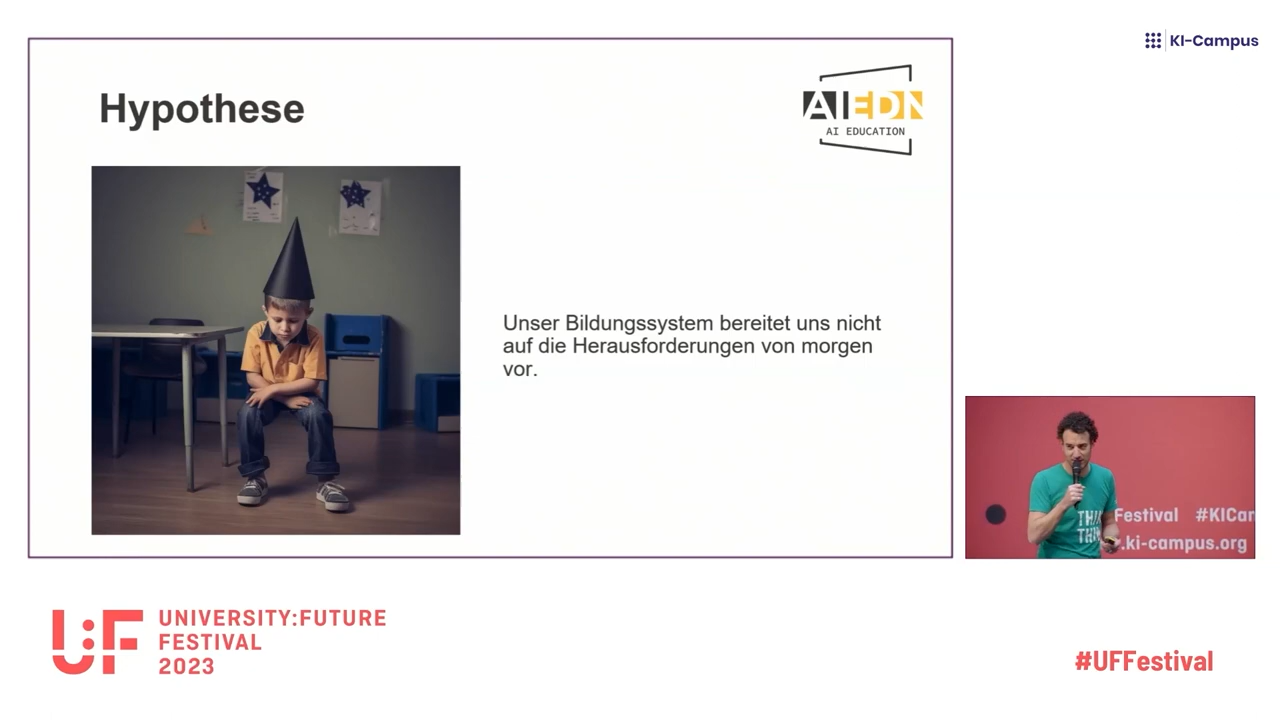 KI-Campus
Hypothese
AIEDN
AI EDUCATION
Unser Bildungssystem bereitet uns nicht
auf die Herausforderungen von morgen
vor.
Festival #KICam
.ki-campus.org
U:F
UNIVERSITY:FUTURE
FESTIVAL
2023
#UFFestival